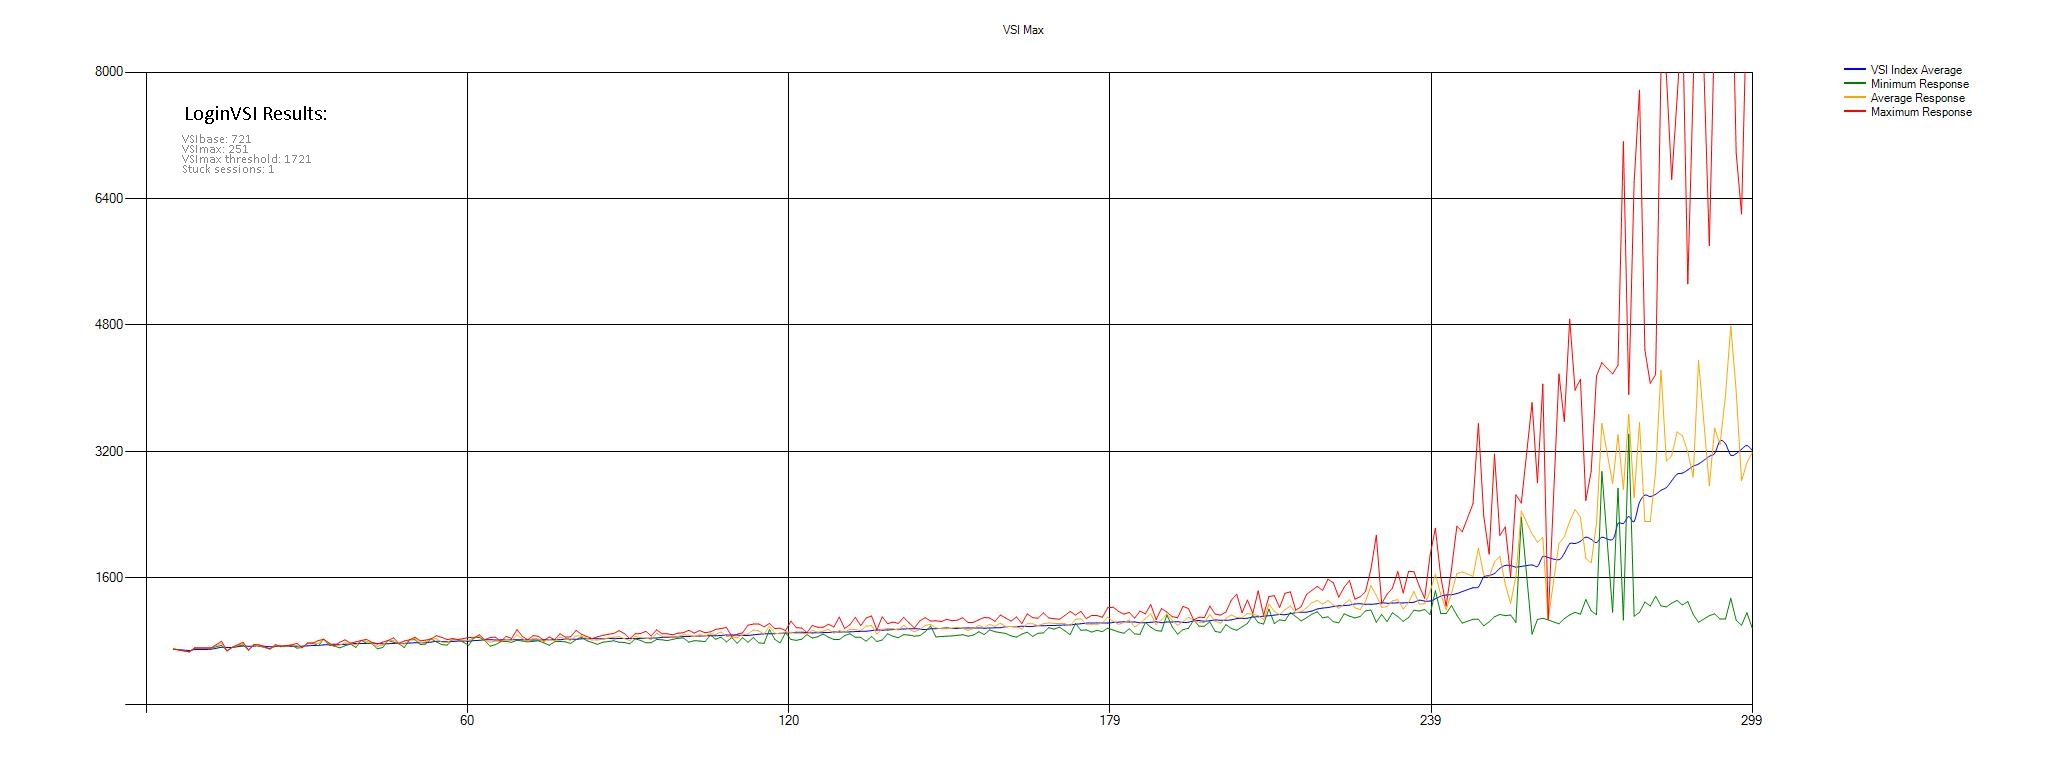 VSI Max
8000
6400
4800
3200
1600
LoginVSI Results:
VSIbase: 721
VSImax: 251
VSImax threshold: 1721
Stuck sessions: 1
VSI Index Average
Minimum Response
Average Response
Maximum Response
60
120
179
239
299